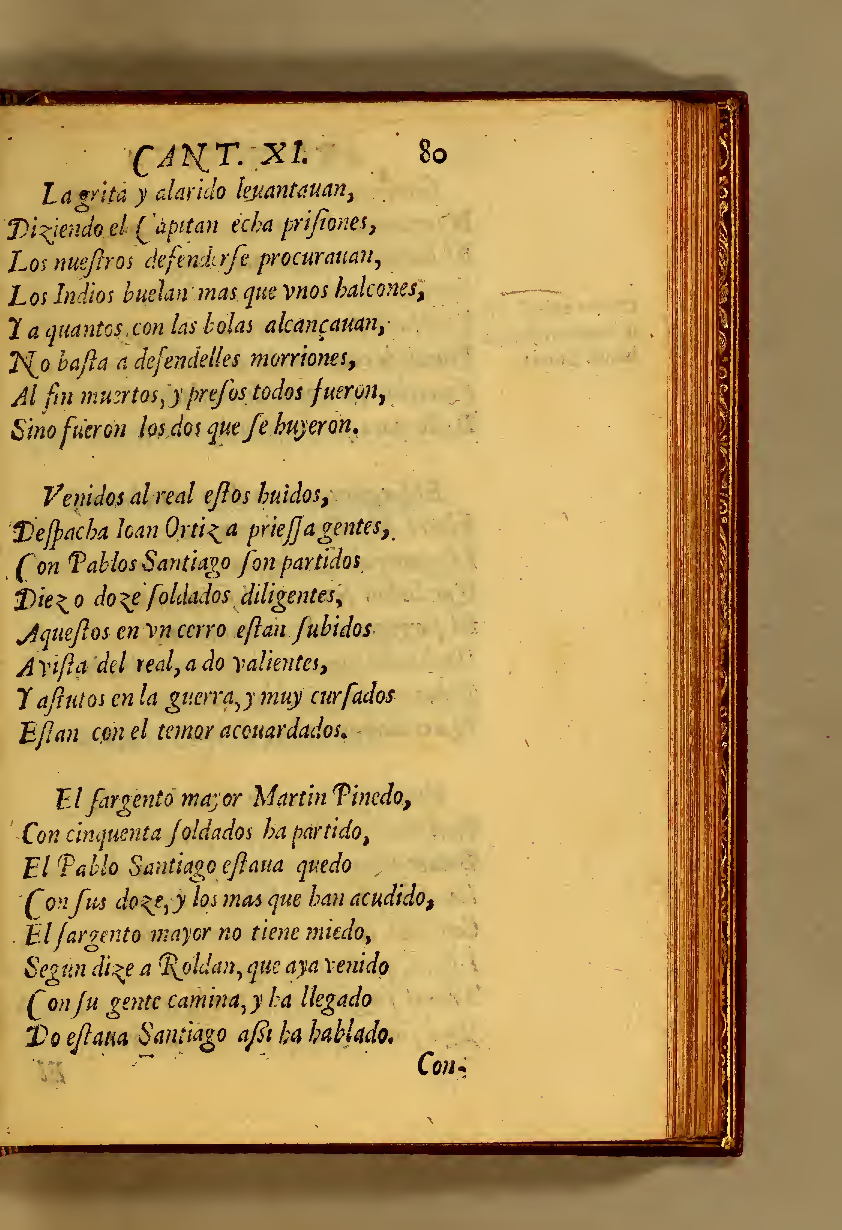 CANT. XI. 80
La grita y alarido leuantauan,
Diziendo el Capitan echa prisiones,
Los nuestros defenderse procurauan,
Los Indios buelan mas que vnos halcones,
Y a quantos con las bolas alcançauan,
No basta a defendelles morriones,
Al fin muertos, y presos todos fueron,
Sino fueron los dos que se huyeron.
Venidos al real estos huidos,
Despacha Ioan Ortiz a priessa gentes,
Con Pablos Santiago son partidos
Diez o doze soldados diligentes,
Aquestos en vn cerro estan subidos
A vista del real, a do valientes,
Y astutos en la guerra, y muy cursados
Estan con el temor acouardados.
El sargento mayor Martin Pinedo,
Con cinquenta soldados ha partido,
El Pablo Santiago estaua quedo
Con sus doze, y los mas que han acudido,
El sargento mayor no tiene miedo,
Segun dize a Roldan, que aya venido
Con su gente camina, y ha llegado
Do estaua Santiago assi ha hablado.
Con-